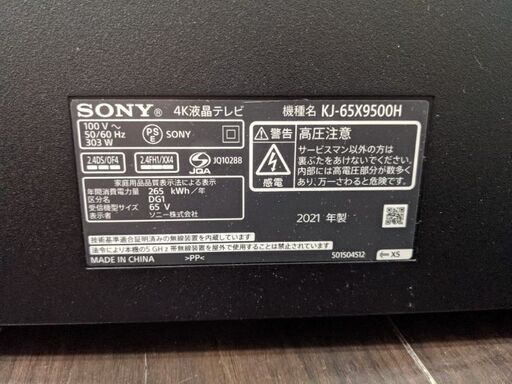 SONY® 4K液晶テレビ 機種名 KJ-65X9500H
100 V～
50/60 Hz
303 W
PSE SONY
2.4DS/OF4 2.4FH1/XX4 JQA JQ10288
家庭用品品質表示法による表示
年間消費電力量 265 kWh／年
区分名 DG1
受信機型サイズ 65 V
表示者 ソニー株式会社
警告 高圧注意
サービスマン以外の方は
裏ぶたをあけないでください。
内部には高電圧部分が数多く
あり、万一さわると危険です。
2021 年製
技術基準適合証明済みの無線装置を内蔵しています
法令により本機の5 GHz 帯無線装置を屋外で使用することは禁止されています
MADE IN CHINA >PP<
501504512
XS